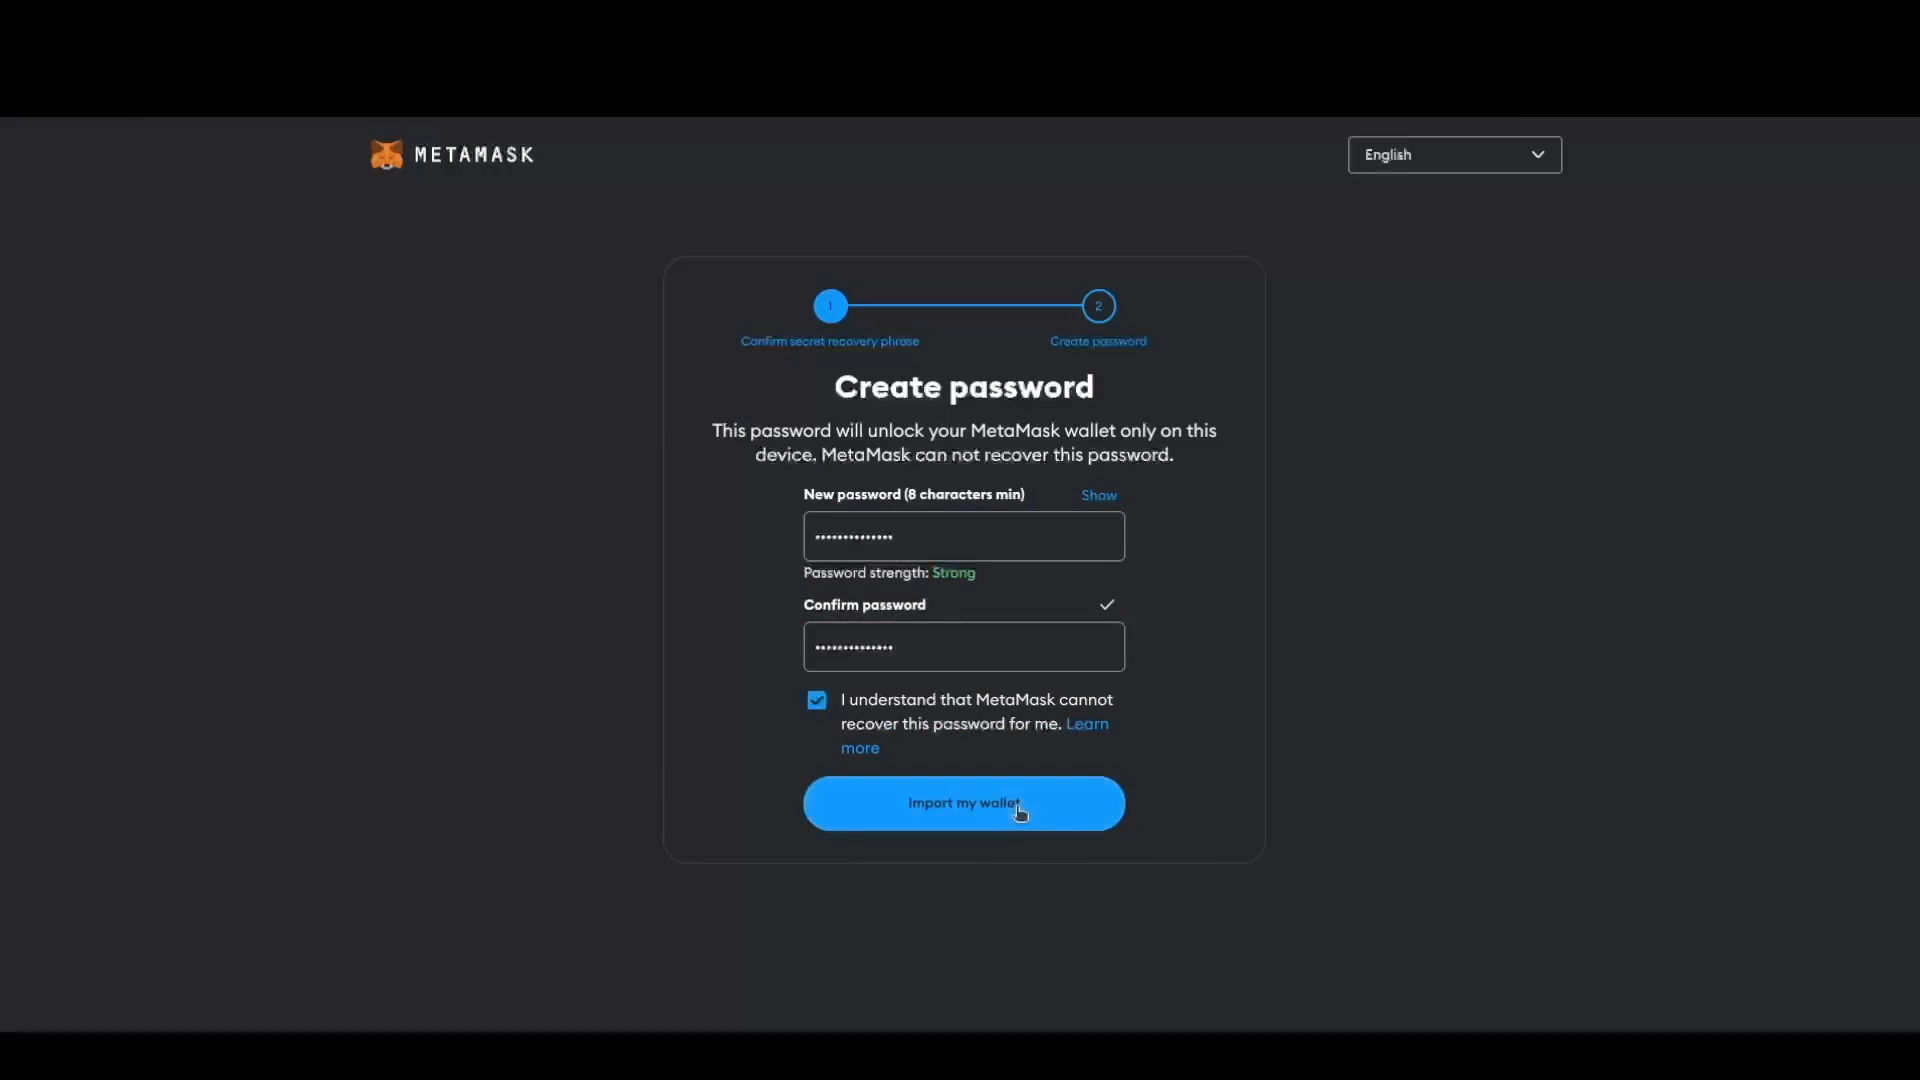 METAMASK
English
1
2
Confirm secret recovery phrase
Create password
Create password
This password will unlock your MetaMask wallet only on this
device. MetaMask can not recover this password.
New password (8 characters min)
Show
••••••••••••••
Password strength: Strong
Confirm password
••••••••••••••
I understand that MetaMask cannot
recover this password for me. Learn
more
Import my wallet